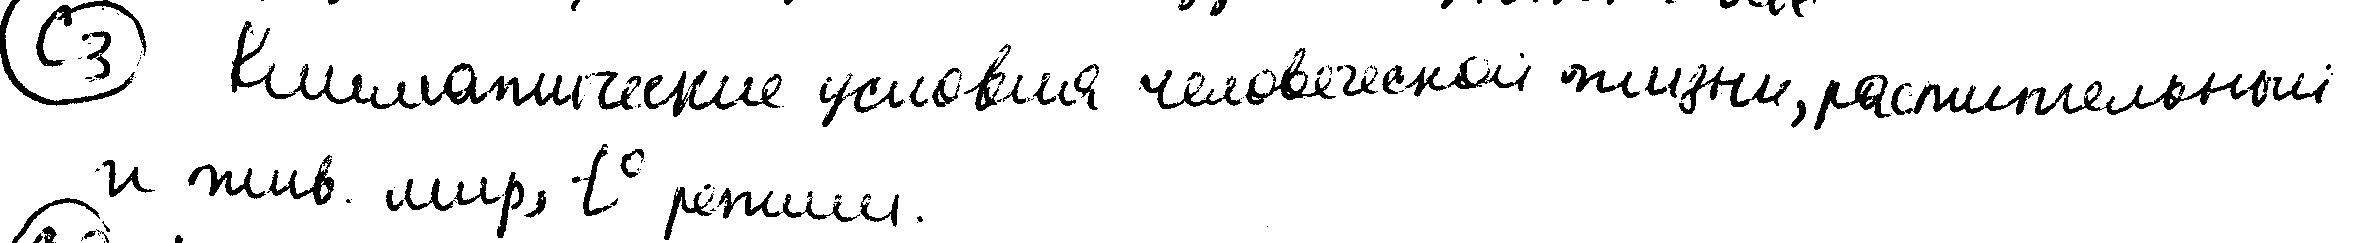 С3 Климатические условия человеческой жизни, растительный
и жив. мир, t° режим.